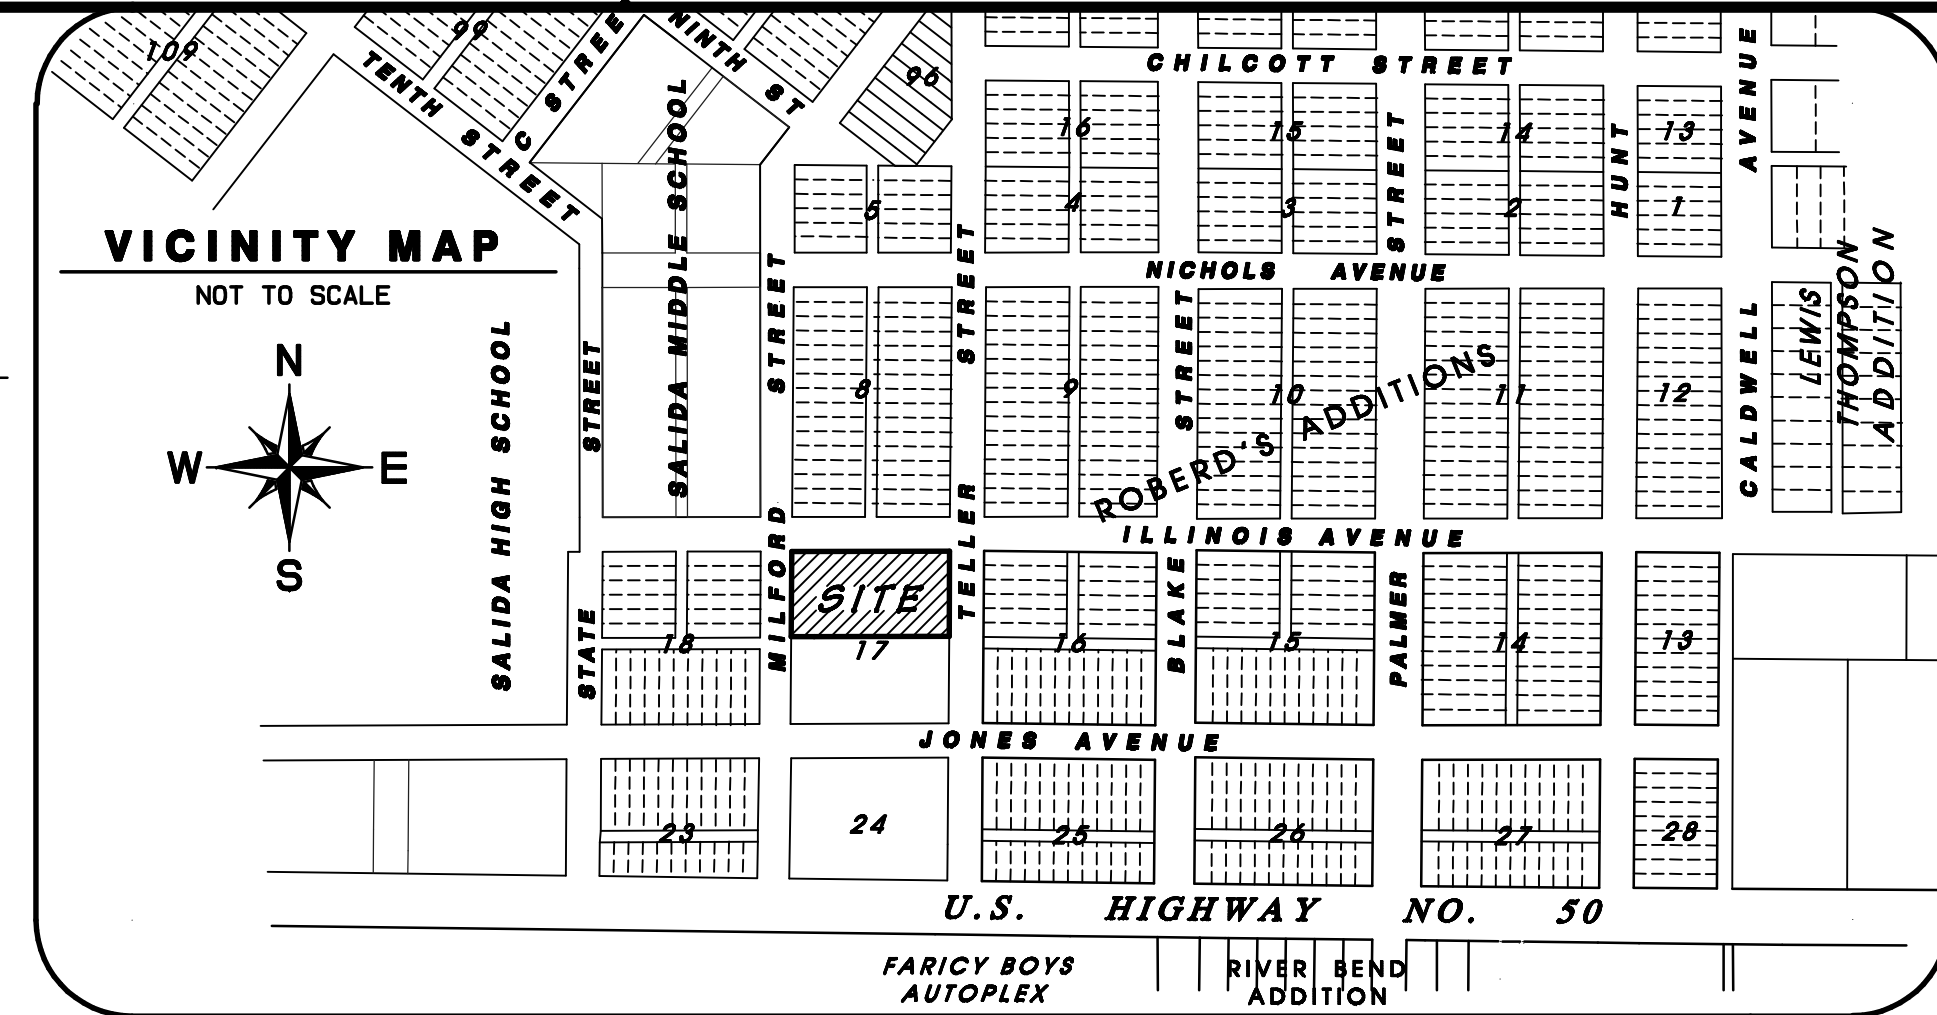 109
99
96
C STREE
NINTH ST
TENTH STREET
CHILCOTT STREET
16
15
14
13
5
4
3
2
1
VICINITY MAP
NOT TO SCALE
N
W
E
S
SALIDA HIGH SCHOOL
SALIDA MIDDLE SCHOOL
STATE STREET
MILFORD STREET
TELLER STREET
BLAKE STREET
PALMER STREET
HUNT
CALDWELL AVENUE
NICHOLS AVENUE
LEWIS
THOMPSON
ADDITION
8
9
10
11
12
ROBERD'S ADDITIONS
ILLINOIS AVENUE
SITE
18
17
16
15
14
13
JONES AVENUE
23
24
25
26
27
28
U.S. HIGHWAY NO. 50
FARICY BOYS
AUTOPLEX
RIVER BEND
ADDITION